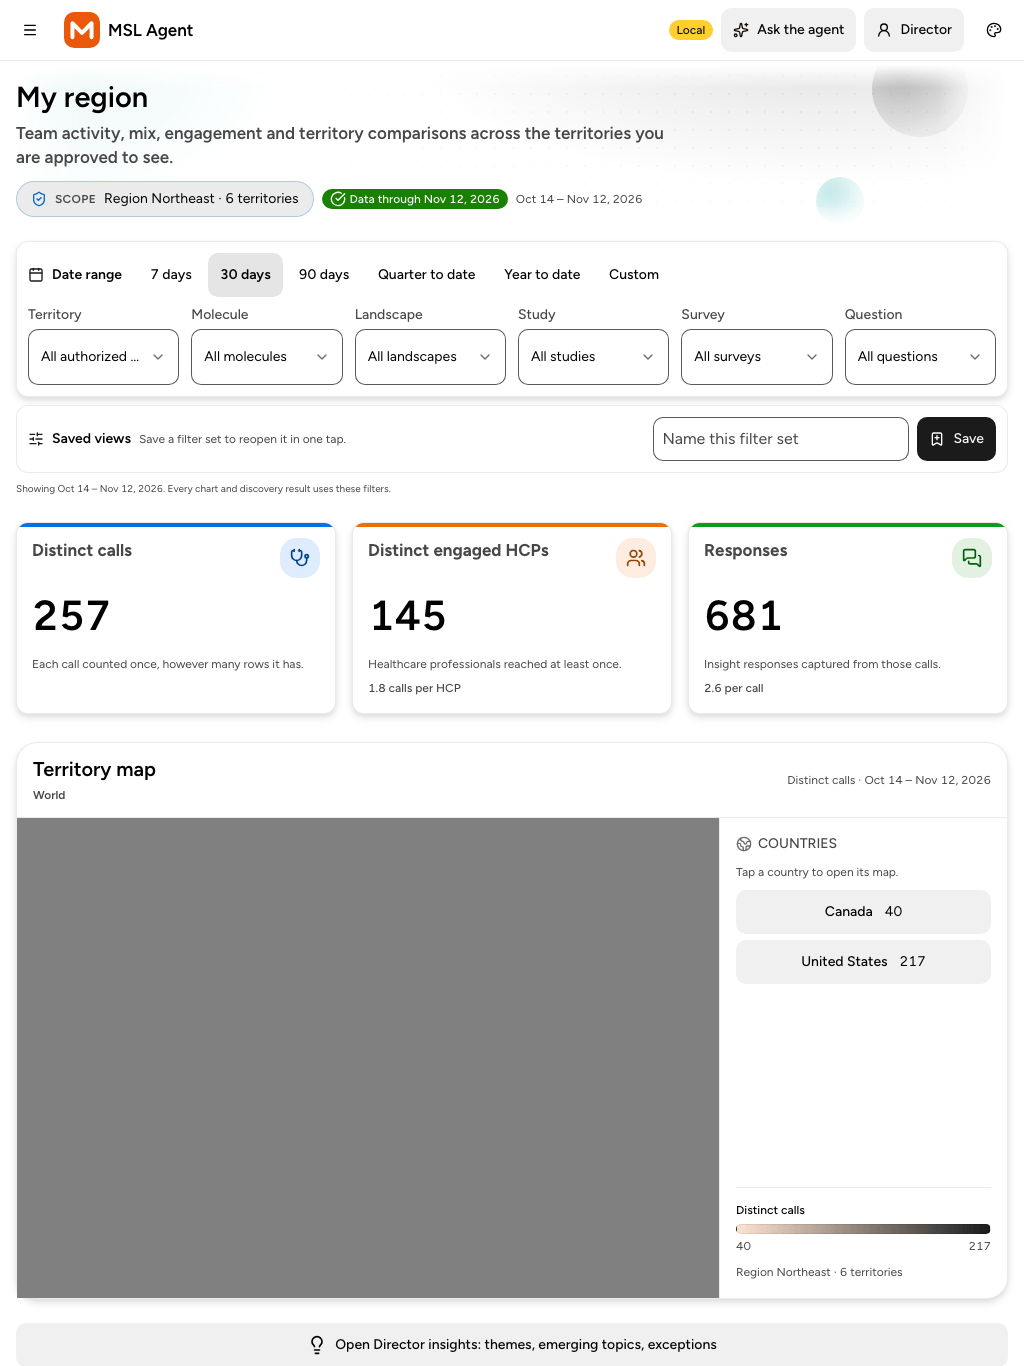 MSL Agent
Local
Ask the agent
Director
My region
Team activity, mix, engagement and territory comparisons across the territories you
are approved to see.
SCOPE Region Northeast · 6 territories
Data through Nov 12, 2026
Oct 14 – Nov 12, 2026
Date range
7 days
30 days
90 days
Quarter to date
Year to date
Custom
Territory
Molecule
Landscape
Study
Survey
Question
All authorized ...
All molecules
All landscapes
All studies
All surveys
All questions
Saved views
Save a filter set to reopen it in one tap.
Name this filter set
Save
Showing Oct 14 – Nov 12, 2026. Every chart and discovery result uses these filters.
Distinct calls
257
Each call counted once, however many rows it has.
Distinct engaged HCPs
145
Healthcare professionals reached at least once.
1.8 calls per HCP
Responses
681
Insight responses captured from those calls.
2.6 per call
Territory map
World
Distinct calls · Oct 14 – Nov 12, 2026
COUNTRIES
Tap a country to open its map.
Canada 40
United States 217
Distinct calls
40
217
Region Northeast · 6 territories
Open Director insights: themes, emerging topics, exceptions